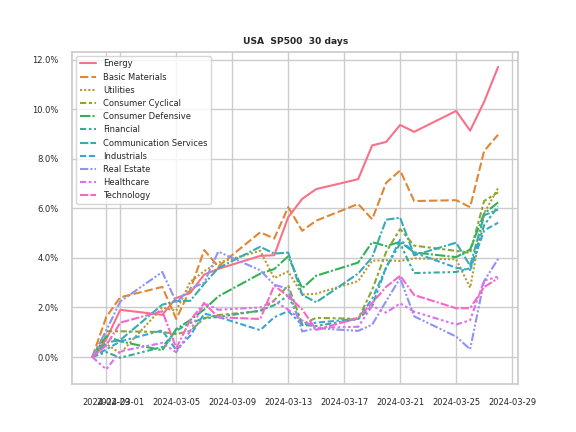 USA SP500 30 days
12.0%
10.0%
8.0%
6.0%
4.0%
2.0%
0.0%
Energy
Basic Materials
Utilities
Consumer Cyclical
Consumer Defensive
Financial
Communication Services
Industrials
Real Estate
Healthcare
Technology
2024-03-01 2024-03-05 2024-03-09 2024-03-13 2024-03-17 2024-03-21 2024-03-25 2024-03-29